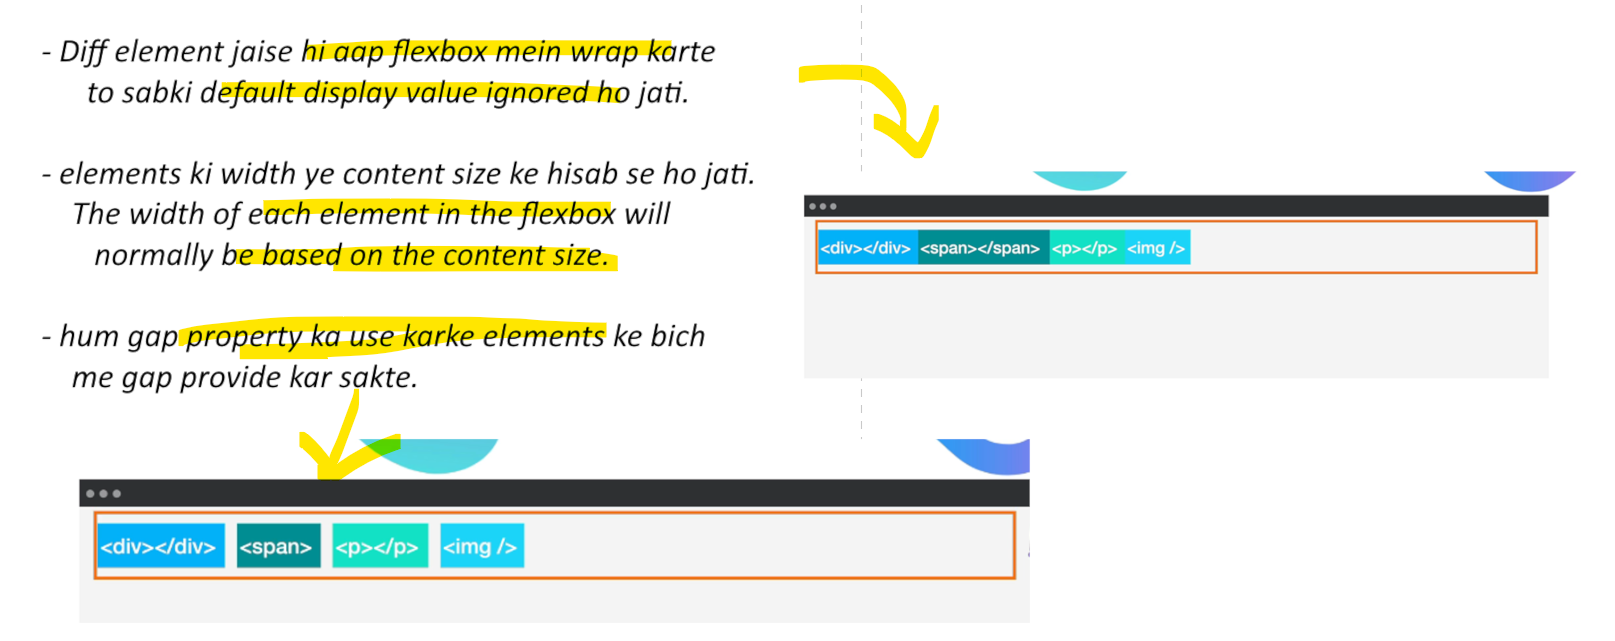 - Diff element jaise hi aap flexbox mein wrap karte
to sabki default display value ignored ho jati.
- elements ki width ye content size ke hisab se ho jati.
The width of each element in the flexbox will
normally be based on the content size.
- hum gap property ka use karke elements ke bich
me gap provide kar sakte.
<div></div> <span></span> <p></p> <img />
<div></div> <span> <p></p> <img />